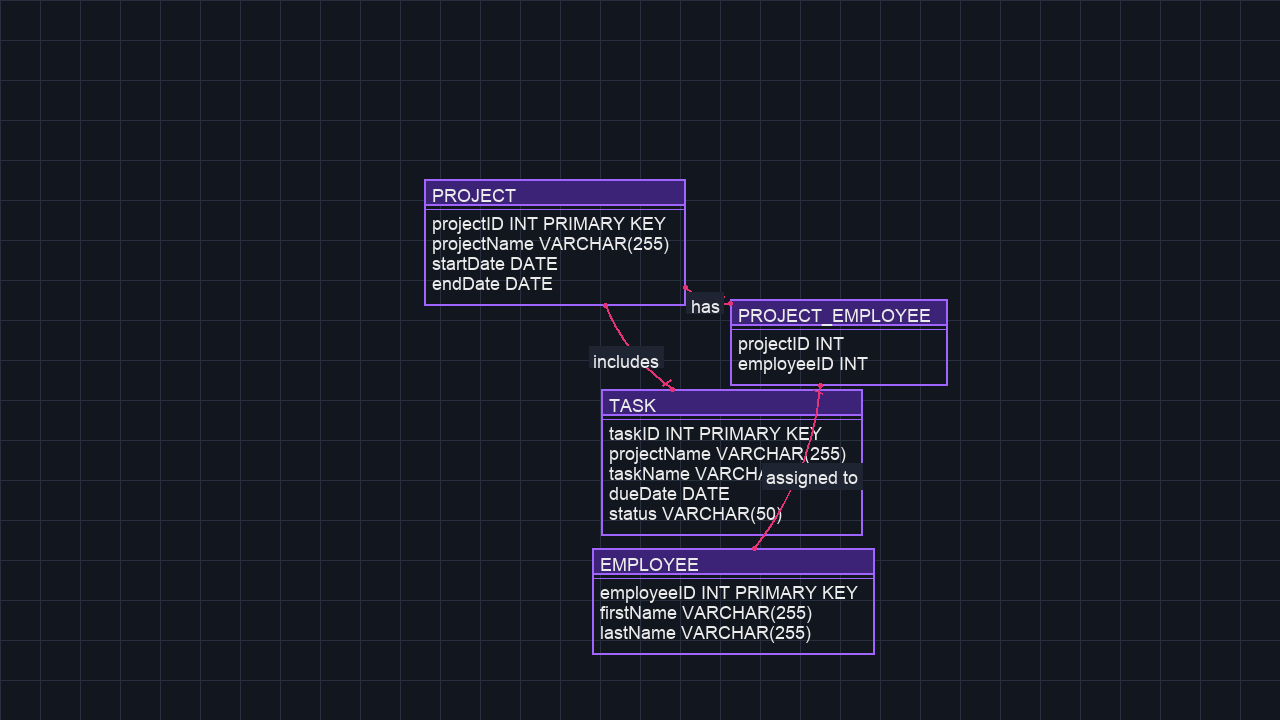 PROJECT
projectID INT PRIMARY KEY
projectName VARCHAR(255)
startDate DATE
endDate DATE
has
PROJECT_EMPLOYEE
projectID INT
employeeID INT
includes
TASK
taskID INT PRIMARY KEY
projectName VARCHAR(255)
taskName
assigned to
dueDate DATE
status VARCHAR(50)
EMPLOYEE
employeeID INT PRIMARY KEY
firstName VARCHAR(255)
lastName VARCHAR(255)